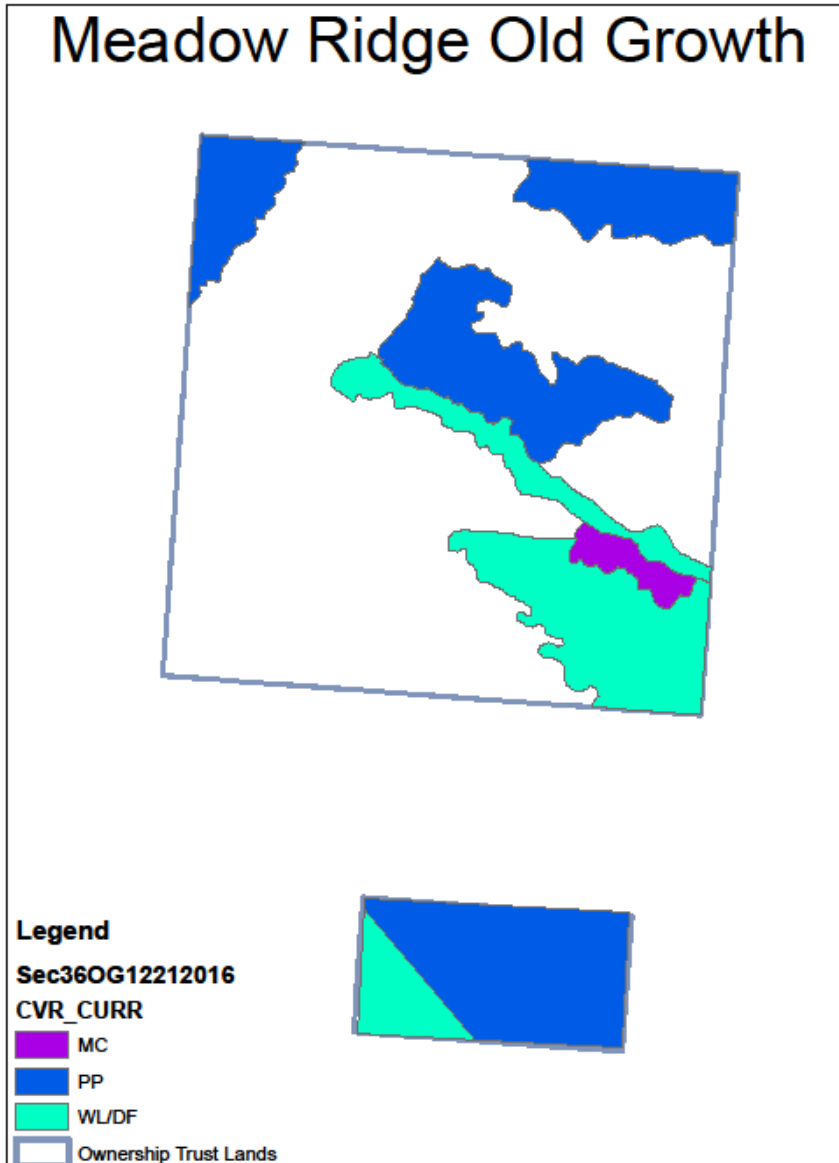 Meadow Ridge Old Growth
Legend
Sec36OG12212016
CVR_CURR
MC
PP
WL/DF
Ownership Trust Lands